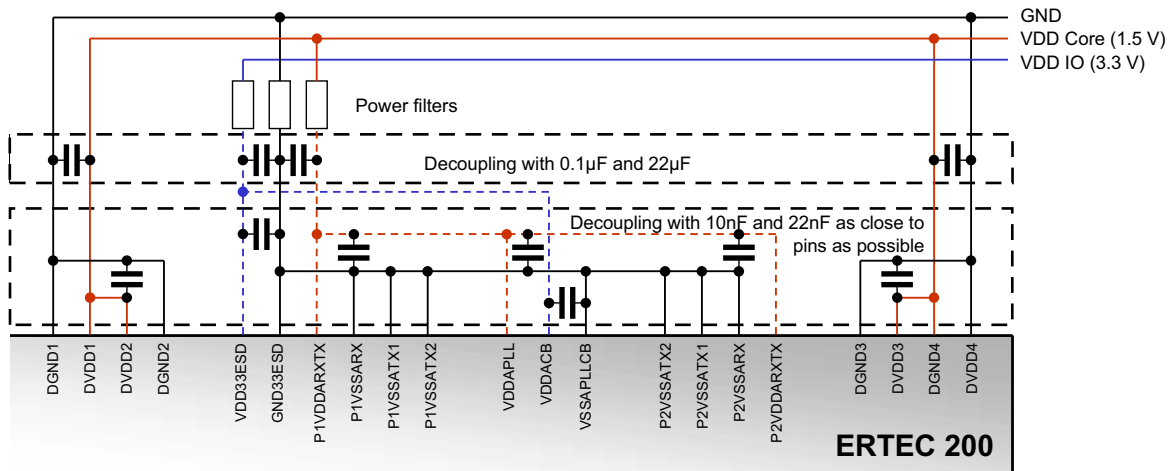 GND
VDD Core (1.5 V)
VDD IO (3.3 V)
Power filters
Decoupling with 0.1µF and 22µF
Decoupling with 10nF and 22nF as close to
pins as possible
DGND1
DVDD1
DVDD2
DGND2
VDD33ESD
GND33ESD
P1VDDARXTX
P1VSSARX
P1VSSATX1
P1VSSATX2
VDDAPLL
VDDACB
VSSAPLLCB
P2VSSATX2
P2VSSATX1
P2VSSARX
P2VDDARXTX
DGND3
DVDD3
DGND4
DVDD4
ERTEC 200